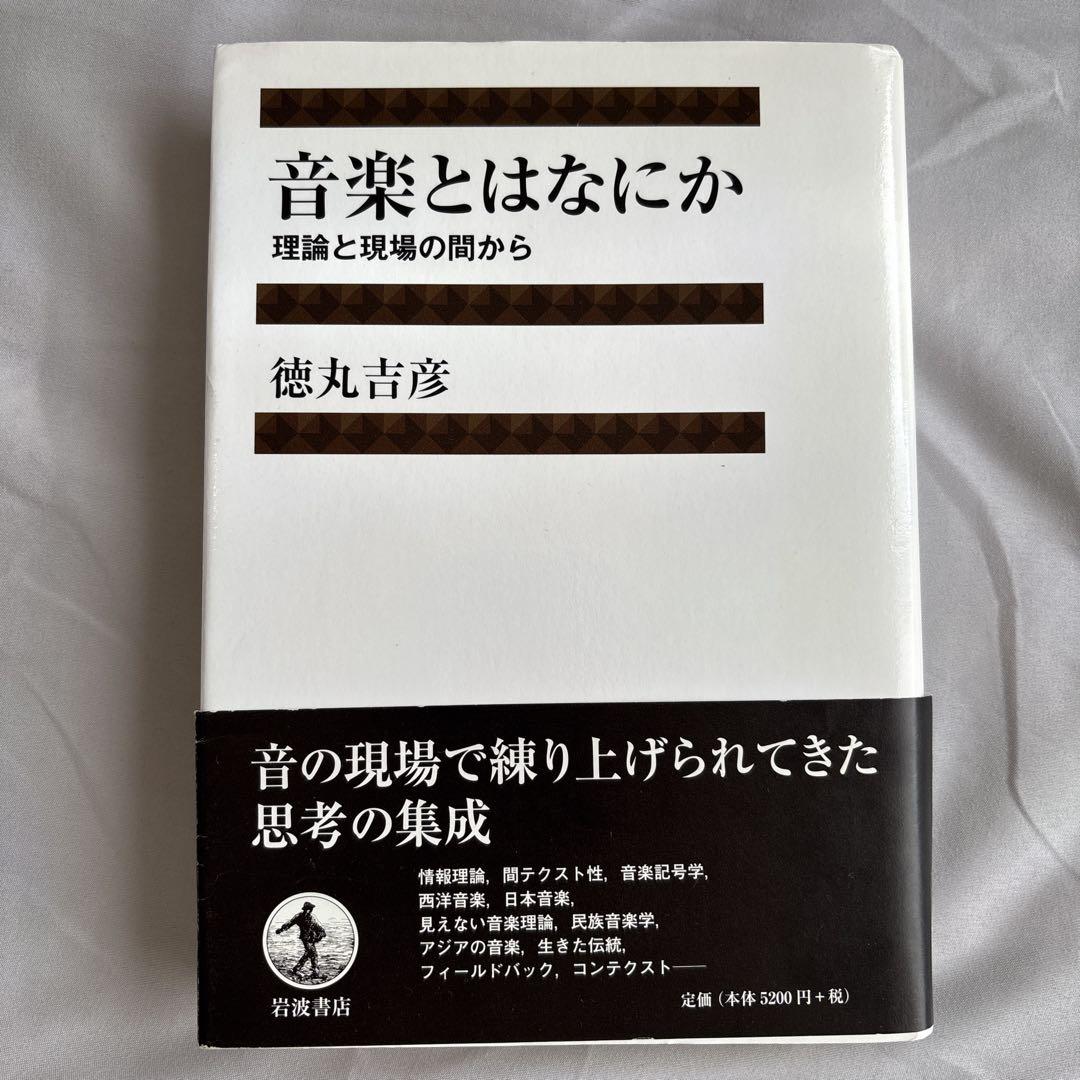 音楽とはなにか
理論と現場の間から
徳丸吉彦
音の現場で練り上げられてきた
思考の集成
情報理論，間テクスト性，音楽記号学，
西洋音楽，日本音楽，
見えない音楽理論，民族音楽学，
アジアの音楽，生きた伝統，
フィールドバック，コンテクスト──
岩波書店
定価（本体5200円＋税）